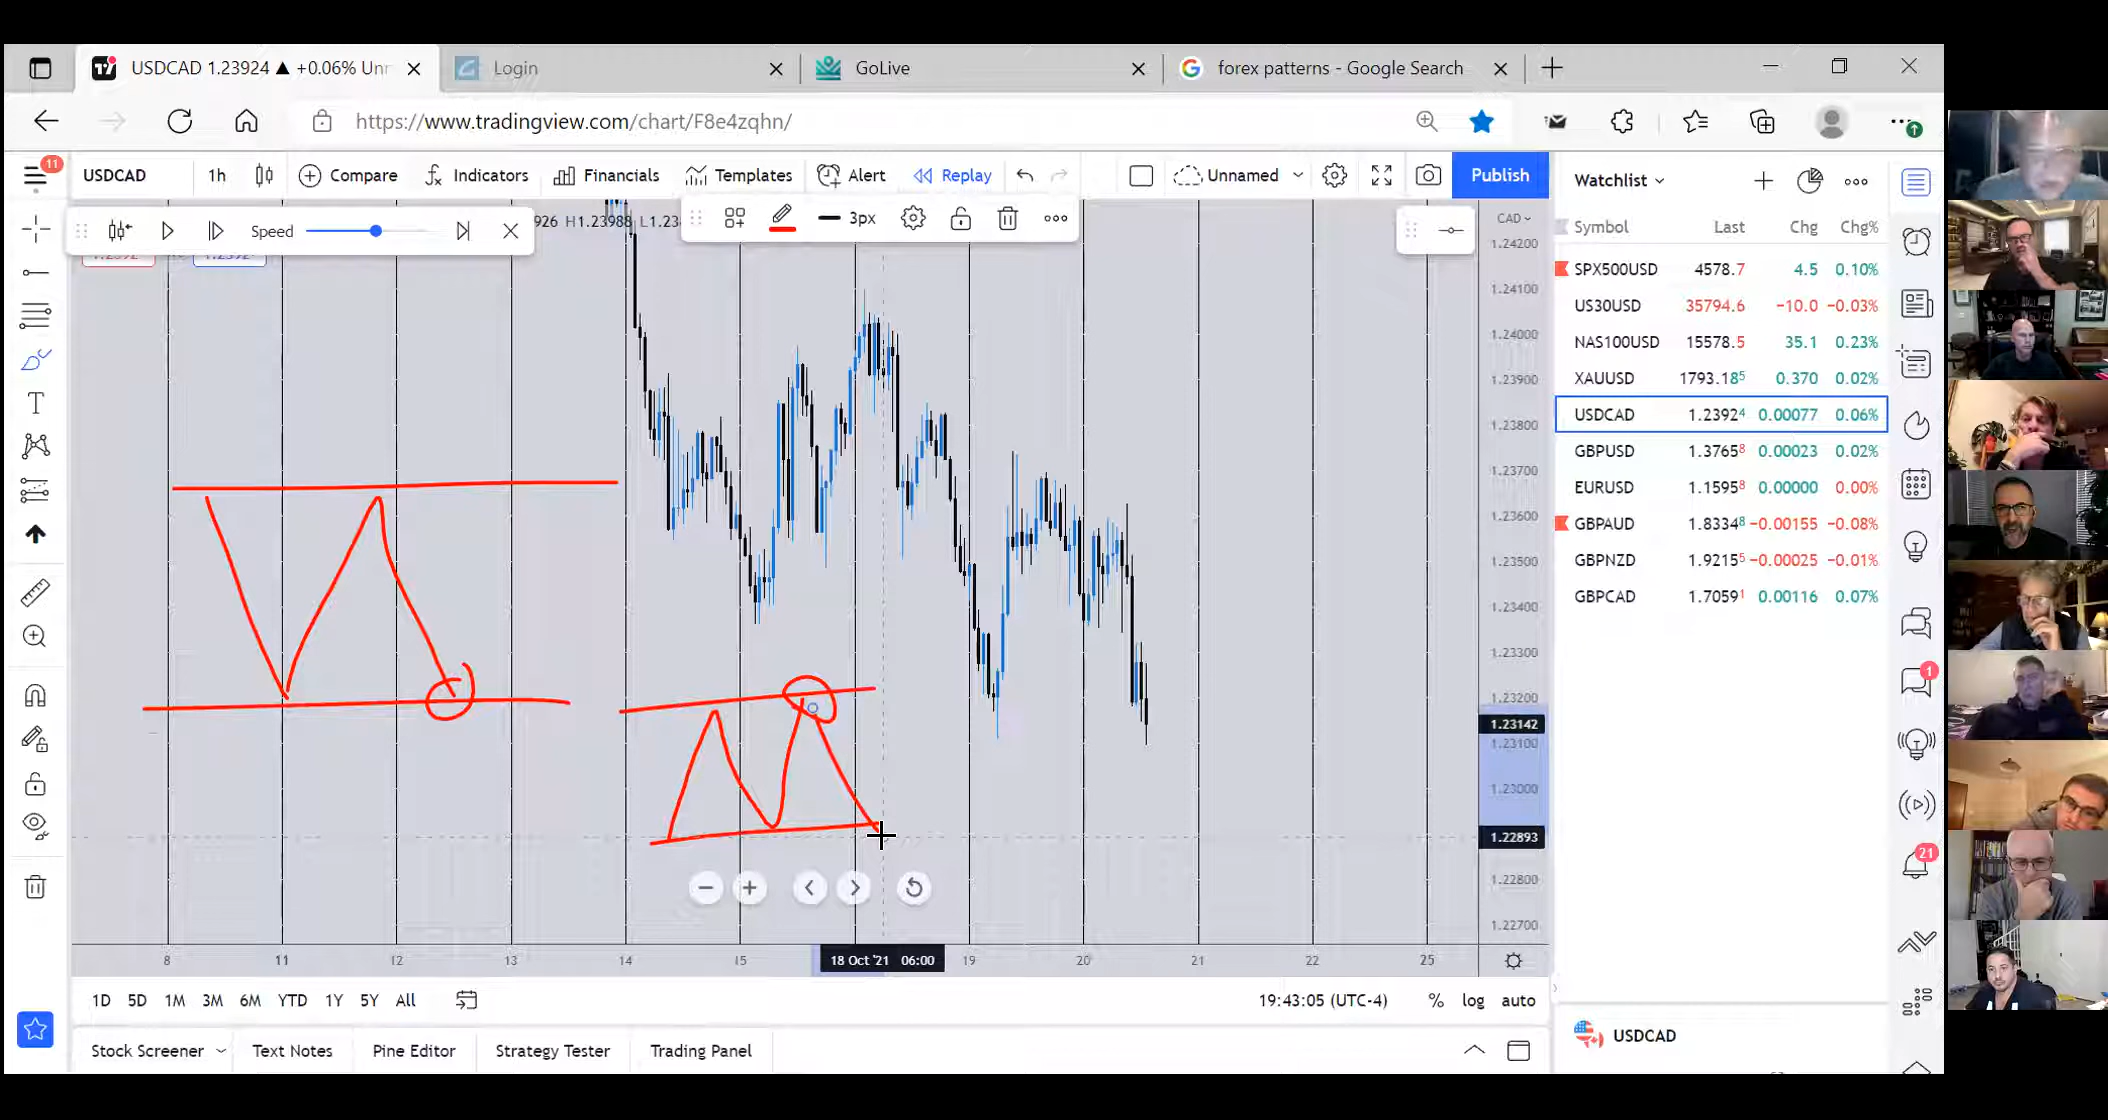 USDCAD 1.23924 ▲ +0.06% Unr
Login
GoLive
forex patterns - Google Search
https://www.tradingview.com/chart/F8e4zqhn/
11
USDCAD 1h Compare Indicators Financials Templates Alert Replay Unnamed Publish
Speed
926 H1.23988 L1.23
3px
CAD
1.24200
1.24100
1.24000
1.23900
1.23800
1.23700
1.23600
1.23500
1.23400
1.23300
1.23200
1.23142
1.23100
1.23000
1.22893
1.22800
1.22700
8 11 12 13 14 15 18 Oct '21 06:00 19 20 21 22 25
1D 5D 1M 3M 6M YTD 1Y 5Y All
19:43:05 (UTC-4) % log auto
Stock Screener Text Notes Pine Editor Strategy Tester Trading Panel
Watchlist
Symbol Last Chg Chg%
SPX500USD 4578.7 4.5 0.10%
US30USD 35794.6 −10.0 −0.03%
NAS100USD 15578.5 35.1 0.23%
XAUUSD 1793.185 0.370 0.02%
USDCAD 1.23924 0.00077 0.06%
GBPUSD 1.37658 0.00023 0.02%
EURUSD 1.15958 0.00000 0.00%
GBPAUD 1.83348 −0.00155 −0.08%
GBPNZD 1.92155 −0.00025 −0.01%
GBPCAD 1.70591 0.00116 0.07%
1
21
USDCAD